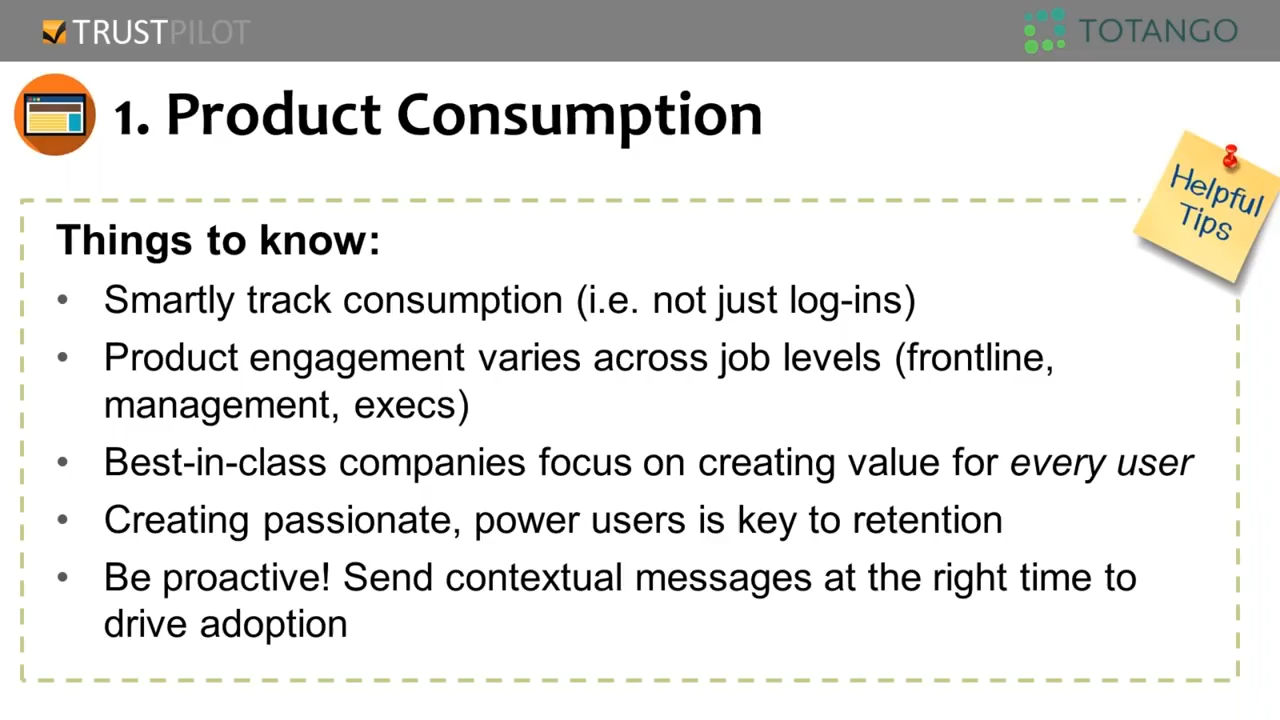 TRUSTPILOT
TOTANGO
1. Product Consumption
Helpful
Tips
Things to know:
• Smartly track consumption (i.e. not just log-ins)
• Product engagement varies across job levels (frontline,
management, execs)
• Best-in-class companies focus on creating value for every user
• Creating passionate, power users is key to retention
• Be proactive! Send contextual messages at the right time to
drive adoption